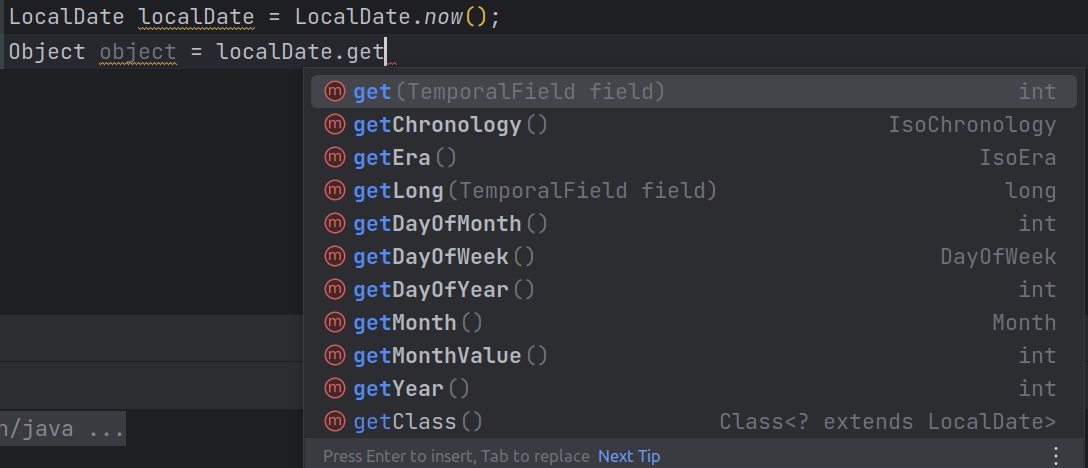 LocalDate localDate = LocalDate.now();
Object object = localDate.get
m get(TemporalField field) int
m getChronology() IsoChronology
m getEra() IsoEra
m getLong(TemporalField field) long
m getDayOfMonth() int
m getDayOfWeek() DayOfWeek
m getDayOfYear() int
m getMonth() Month
m getMonthValue() int
m getYear() int
m getClass() Class<? extends LocalDate>
n/java ...
Press Enter to insert, Tab to replace Next Tip